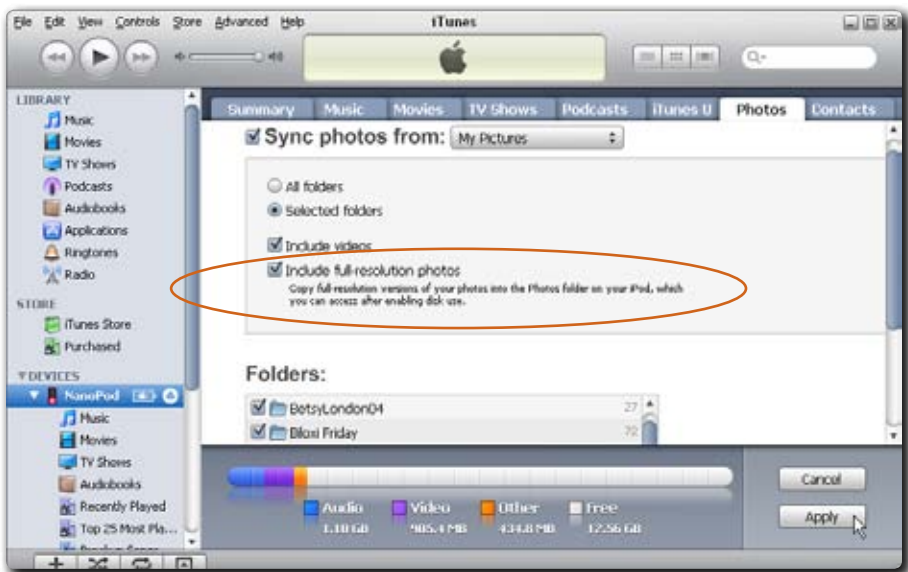 File Edit View Controls Store Advanced Help
iTunes
Q-
LIBRARY
Music
Movies
TV Shows
Podcasts
Audiobooks
Applications
Ringtones
Radio
STORE
iTunes Store
Purchased
DEVICES
NanoPod
Music
Movies
TV Shows
Audiobooks
Recently Played
Top 25 Most Pla...
Summary Music Movies TV Shows Podcasts iTunes U Photos Contacts
Sync photos from: My Pictures
All folders
Selected folders
Include videos
Include full-resolution photos
Copy full-resolution versions of your photos into the Photos folder on your iPod, which
you can access after enabling disk use.
Folders:
BetsyLondon04 27
Biloxi Friday 72
Audio Video Other Free
1.10 GB 985.4 MB 434.8 MB 12.56 GB
Cancel
Apply